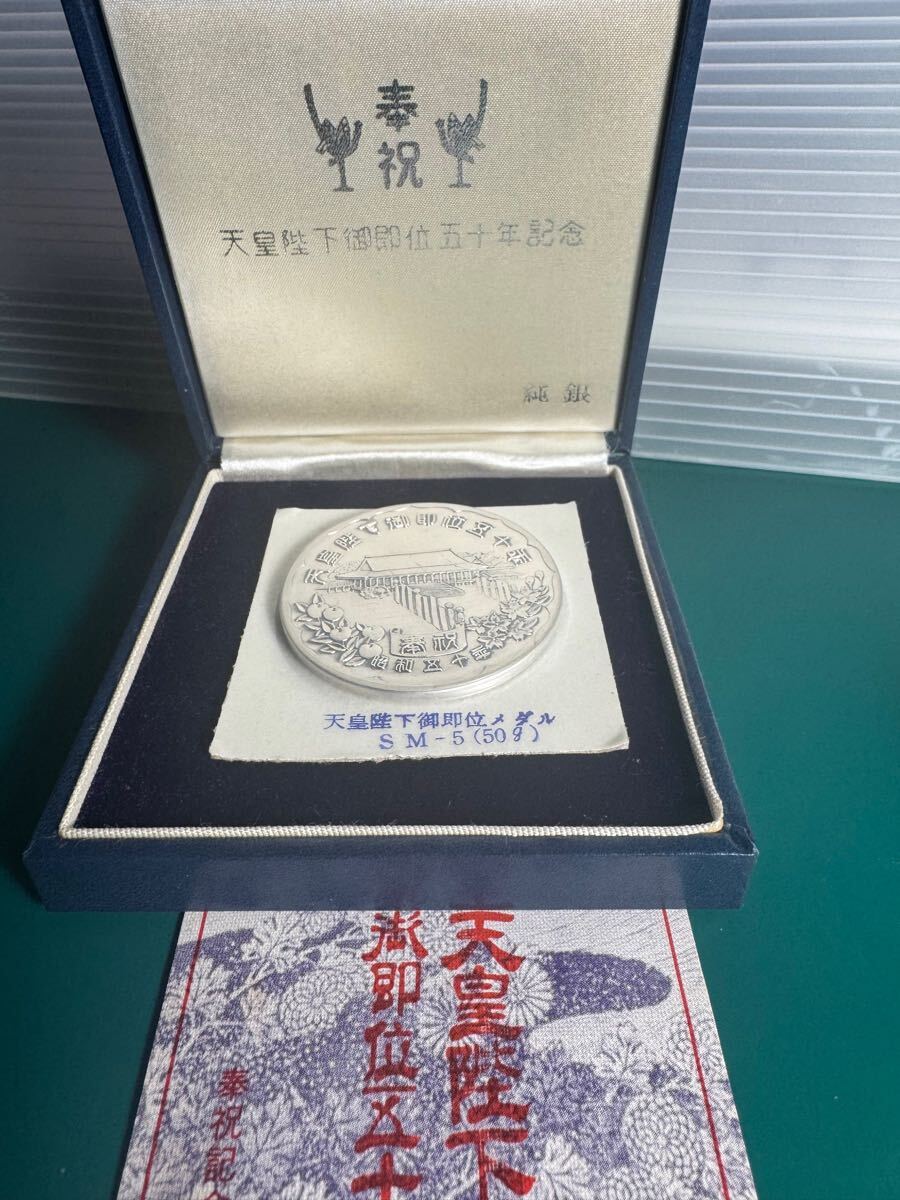 奉祝
天皇陛下御即位五十年記念
純銀
天皇陛下御即位五十年
奉祝
昭和五十一年
天皇陛下御即位メダル
SM-5(50g)
天皇陛下
御即位五十
奉祝記念